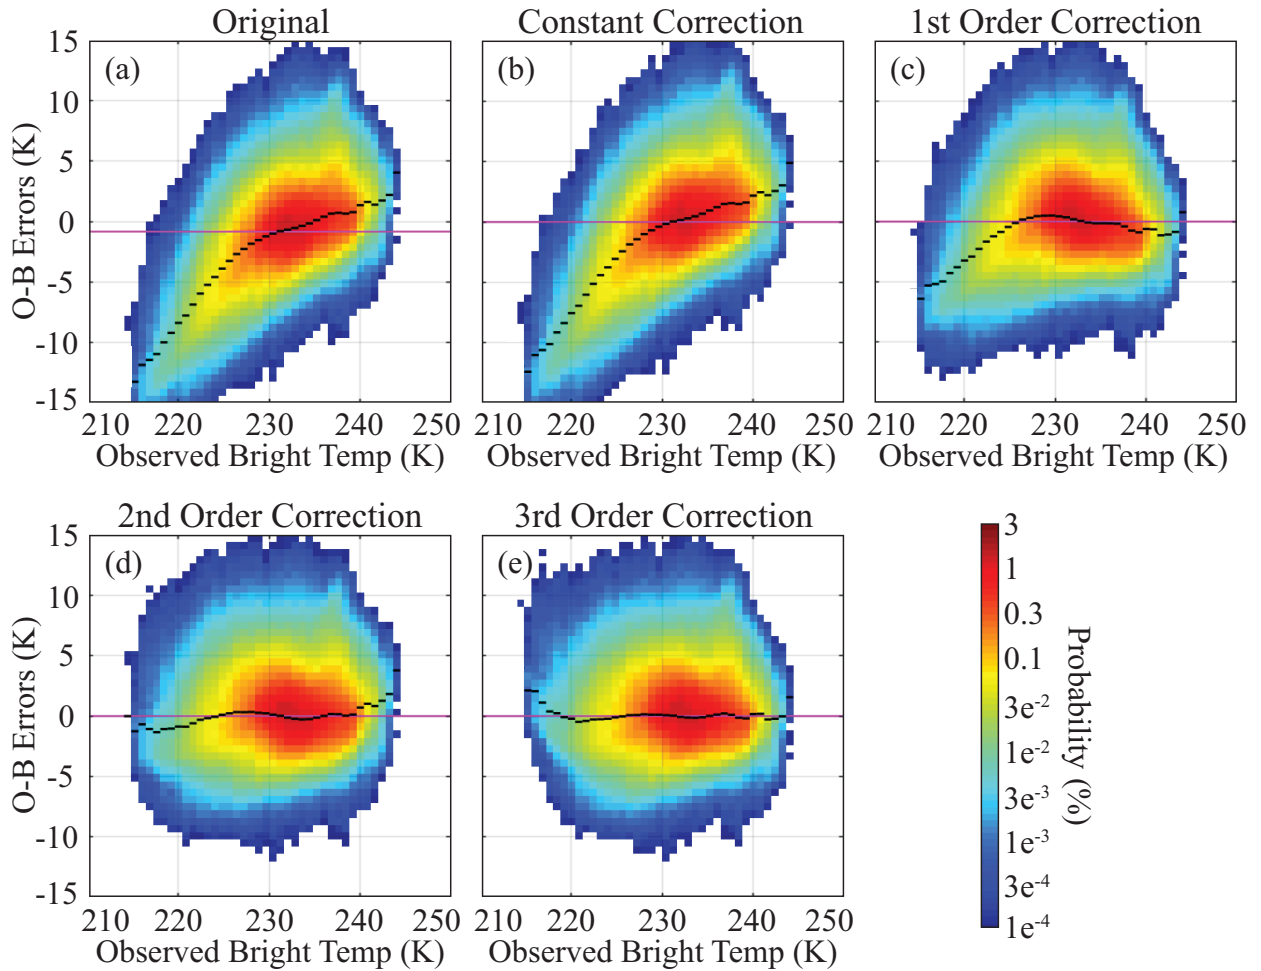 Original
Constant Correction
1st Order Correction
(a)
(b)
(c)
15
10
5
0
-5
-10
-15
O-B Errors (K)
210 220 230 240 250
210 220 230 240 250
210 220 230 240 250
Observed Bright Temp (K)
Observed Bright Temp (K)
Observed Bright Temp (K)
2nd Order Correction
3rd Order Correction
(d)
(e)
15
10
5
0
-5
-10
-15
O-B Errors (K)
210 220 230 240 250
210 220 230 240 250
Observed Bright Temp (K)
Observed Bright Temp (K)
3
1
0.3
0.1
3e-2
1e-2
3e-3
1e-3
3e-4
1e-4
Probability (%)